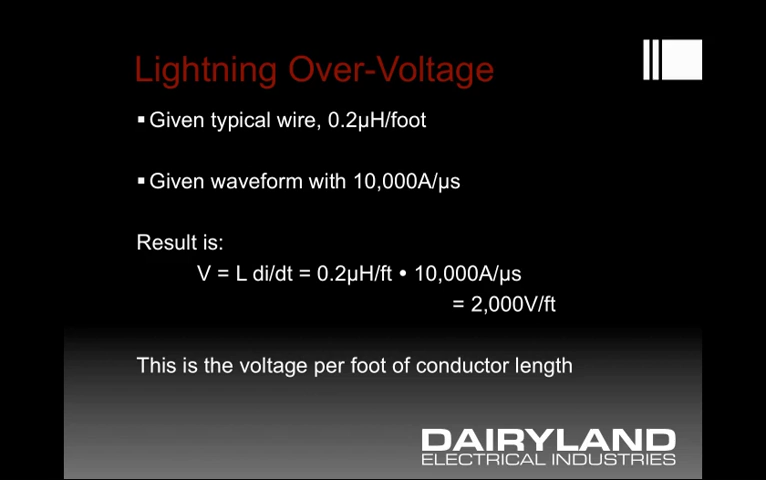 Lightning Over-Voltage
▪ Given typical wire, 0.2µH/foot
▪ Given waveform with 10,000A/µs
Result is:
V = L di/dt = 0.2µH/ft • 10,000A/µs
= 2,000V/ft
This is the voltage per foot of conductor length
DAIRYLAND
ELECTRICAL INDUSTRIES